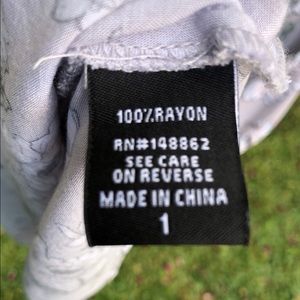 100%RAYON
RN#148862
SEE CARE
ON REVERSE
MADE IN CHINA
1